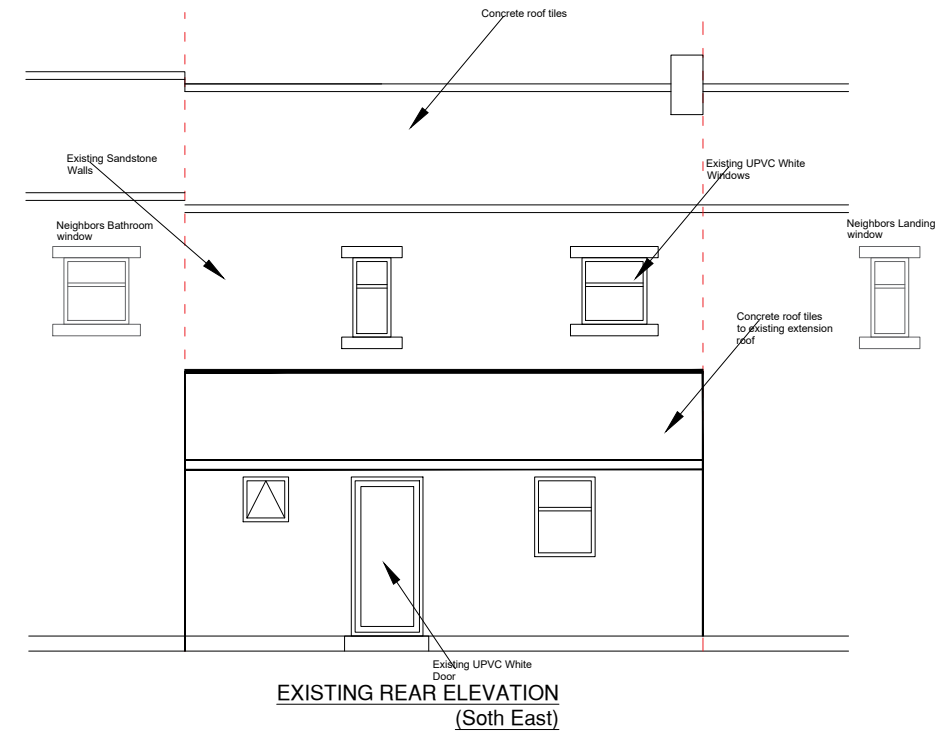 Concrete roof tiles
Existing Sandstone
Walls
Existing UPVC White
Windows
Neighbors Bathroom
window
Neighbors Landing
window
Concrete roof tiles
to existing extension
roof
Existing UPVC White
Door
EXISTING REAR ELEVATION
(Soth East)